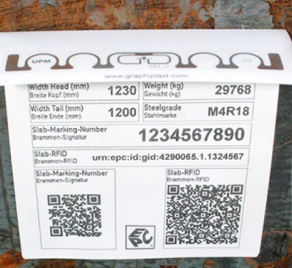 UPM
www.graphiplast.com
Width Head (mm) 1230 Weight (kg) 29768
Breite Kopf (mm) Gewicht (kg)
Width Tail (mm) 1200 Steelgrade M4R18
Breite Ende (mm) Stahlmarke
Slab-Marking-Number 1234567890
Brammen-Signatur
Slab-RFID urn:epc:id:gid:4290065.1.1324567
Brammen-RFID
Slab-Marking-Number Slab-RFID
Brammen-Signatur Brammen-RFID